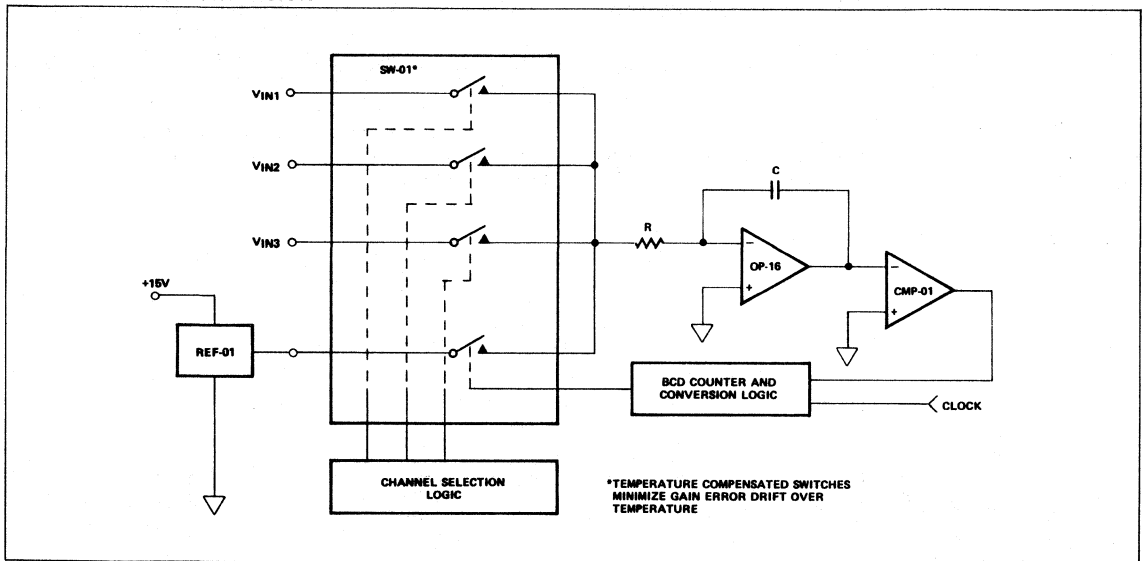 SW-01*
VIN1
VIN2
VIN3
+15V
REF-01
R
C
−
OP-16
+
−
CMP-01
+
BCD COUNTER AND
CONVERSION LOGIC
CLOCK
CHANNEL SELECTION
LOGIC
*TEMPERATURE COMPENSATED SWITCHES
MINIMIZE GAIN ERROR DRIFT OVER
TEMPERATURE